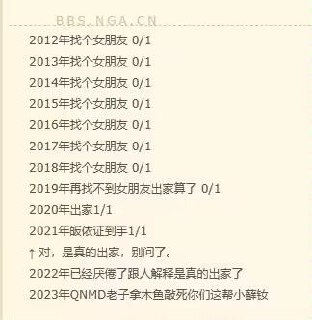 BBS.NGA.CN
2012年找个女朋友 0/1
2013年找个女朋友 0/1
2014年找个女朋友 0/1
2015年找个女朋友 0/1
2016年找个女朋友 0/1
2017年找个女朋友 0/1
2018年找个女朋友 0/1
2019年再找不到女朋友出家算了 0/1
2020年出家1/1
2021年皈依证到手1/1
↑对，是真的出家，别问了。
2022年已经厌倦了跟人解释是真的出家了
2023年QNMD老子拿木鱼敲死你们这帮小薛钕